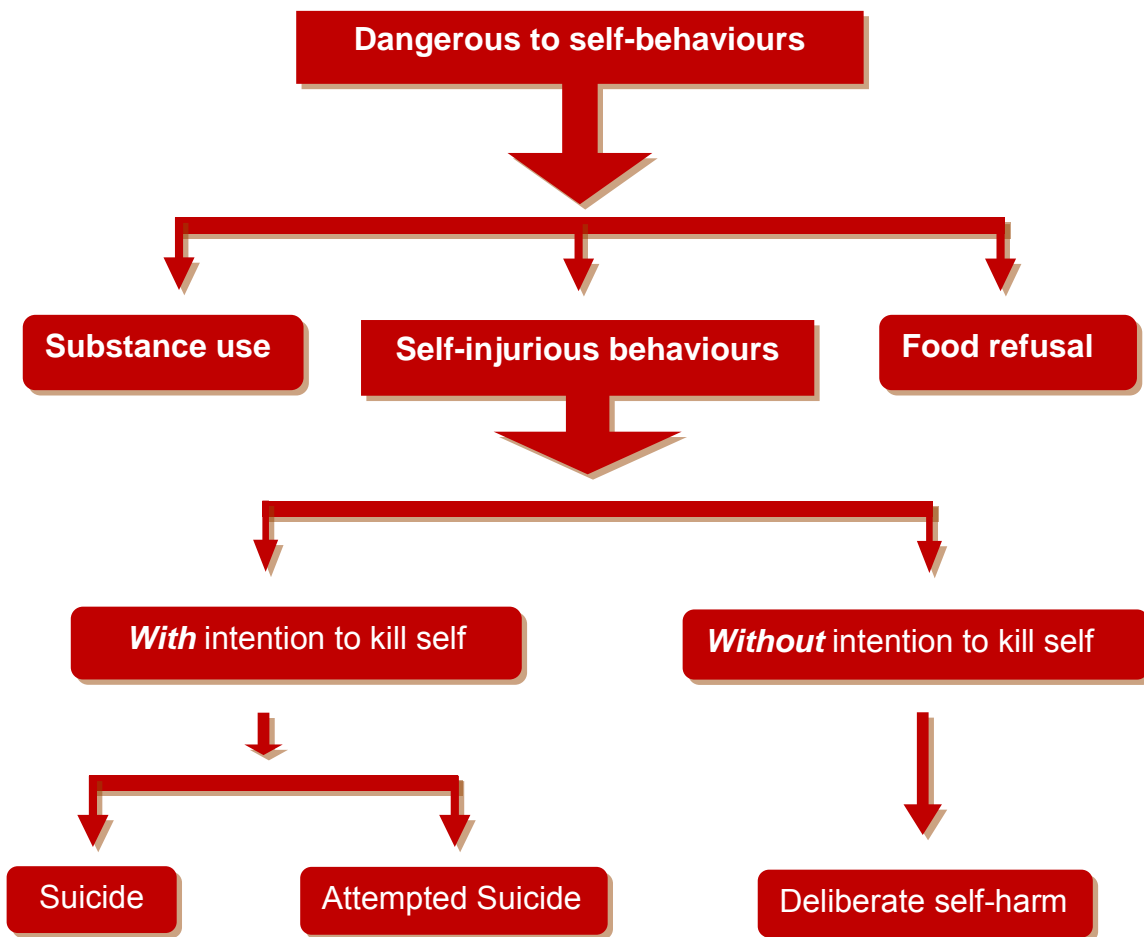 Dangerous to self-behaviours
Substance use
Self-injurious behaviours
Food refusal
With intention to kill self
Without intention to kill self
Suicide
Attempted Suicide
Deliberate self-harm